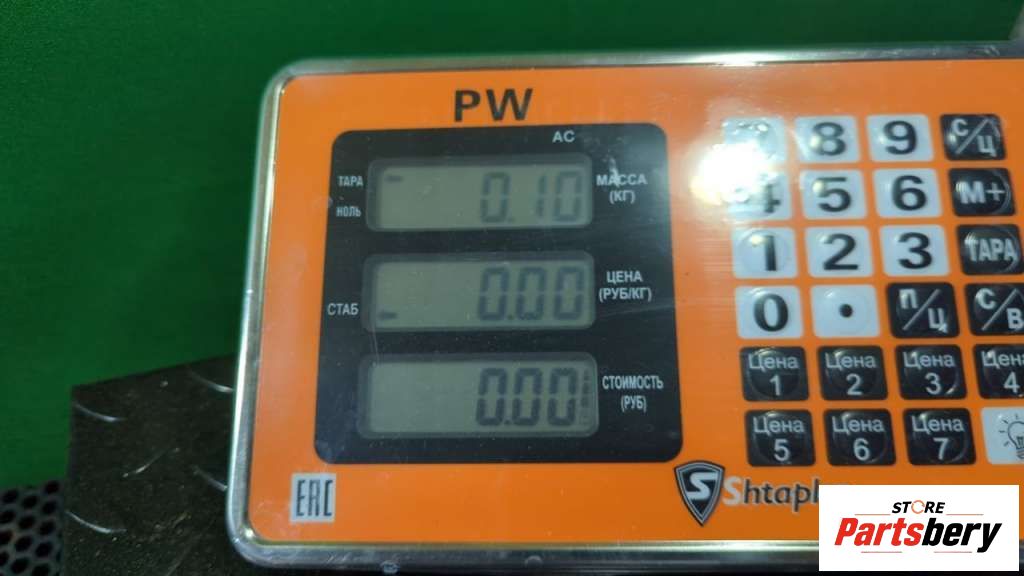 PW
AC
ТАРА
НОЛЬ
0.10
МАССА
(КГ)
СТАБ
0.00
ЦЕНА
(РУБ/КГ)
0.00
СТОИМОСТЬ
(РУБ)
7 8 9 С/Ц
4 5 6 М+
1 2 3 ТАРА
0 . П/Ц С/В
Цена 1 Цена 2 Цена 3 Цена 4
Цена 5 Цена 6 Цена 7
EAC
S
STORE
Partsbery